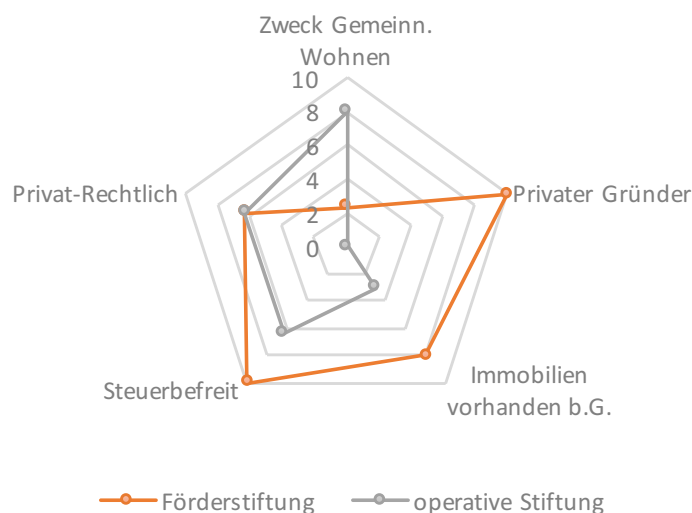 Zweck Gemeinn.
Wohnen
10
8
6
4
2
0
Privat-Rechtlich
Privater Gründer
Steuerbefreit
Immobilien
vorhanden b.G.
Förderstiftung
operative Stiftung